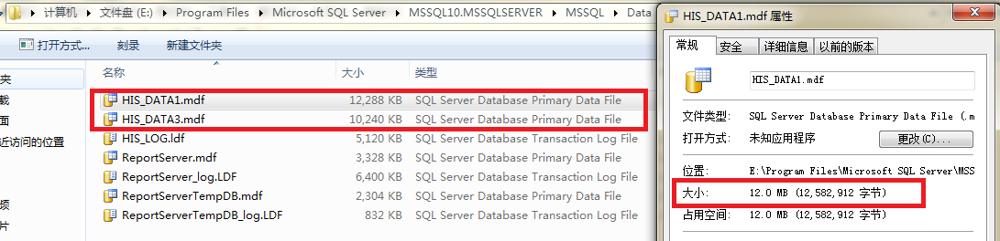 计算机 ▸ 文件盘 (E:) ▸ Program Files ▸ Microsoft SQL Server ▸ MSSQL10.MSSQLSERVER ▸ MSSQL ▸ Data
打开方式... 刻录 新建文件夹
夹
载
面
近访问的位置
频
片
名称 大小 类型
HIS_DATA1.mdf 12,288 KB SQL Server Database Primary Data File
HIS_DATA3.mdf 10,240 KB SQL Server Database Primary Data File
HIS_LOG.ldf 5,120 KB SQL Server Database Transaction Log File
ReportServer.mdf 3,328 KB SQL Server Database Primary Data File
ReportServer_log.LDF 6,400 KB SQL Server Database Transaction Log File
ReportServerTempDB.mdf 2,304 KB SQL Server Database Primary Data File
ReportServerTempDB_log.LDF 832 KB SQL Server Database Transaction Log File
HIS_DATA1.mdf 属性
常规 安全 详细信息 以前的版本
HIS_DATA1.mdf
文件类型: SQL Server Database Primary Data File (.m
打开方式: 未知应用程序 更改(C)...
位置: E:\Program Files\Microsoft SQL Server\MSS
大小: 12.0 MB (12,582,912 字节)
占用空间: 12.0 MB (12,582,912 字节)